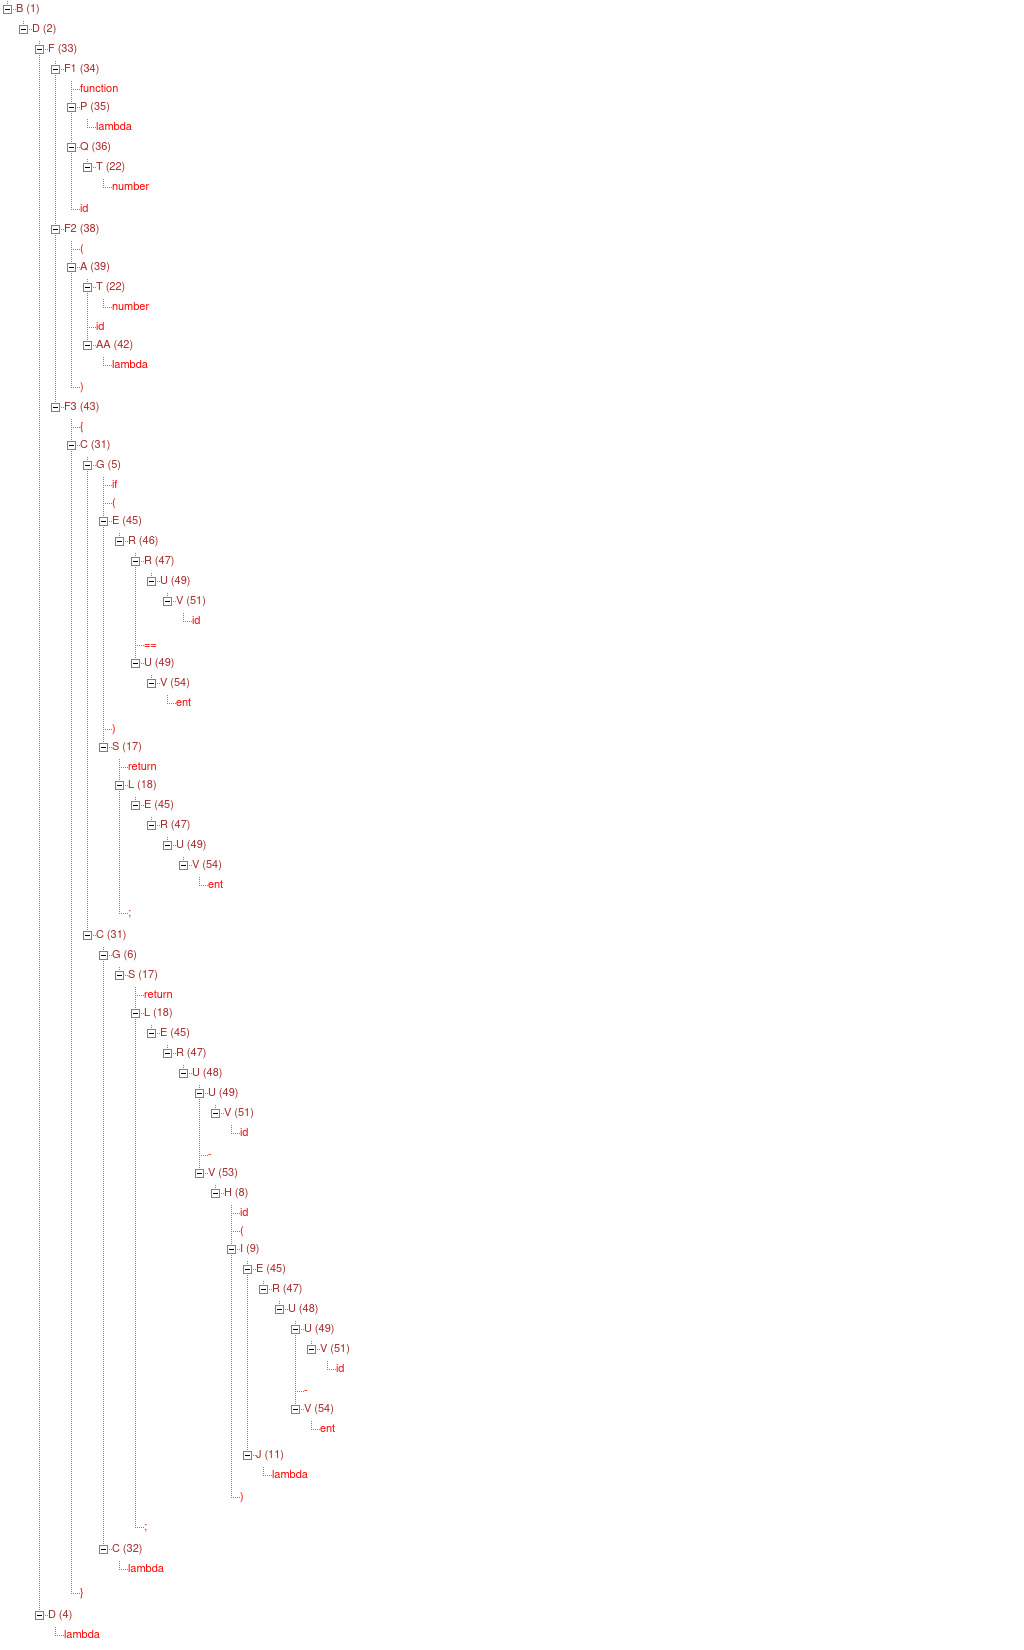 B (1)
D (2)
F (33)
F1 (34)
function
P (35)
lambda
Q (36)
T (22)
number
id
F2 (38)
(
A (39)
T (22)
number
id
AA (42)
lambda
)
F3 (43)
{
C (31)
G (5)
if
(
E (45)
R (46)
R (47)
U (49)
V (51)
id
==
U (49)
V (54)
ent
)
S (17)
return
L (18)
E (45)
R (47)
U (49)
V (54)
ent
;
C (31)
G (6)
S (17)
return
L (18)
E (45)
R (47)
U (48)
U (49)
V (51)
id
-
V (53)
H (8)
id
(
I (9)
E (45)
R (47)
U (48)
U (49)
V (51)
id
-
V (54)
ent
J (11)
lambda
)
;
C (32)
lambda
}
D (4)
lambda